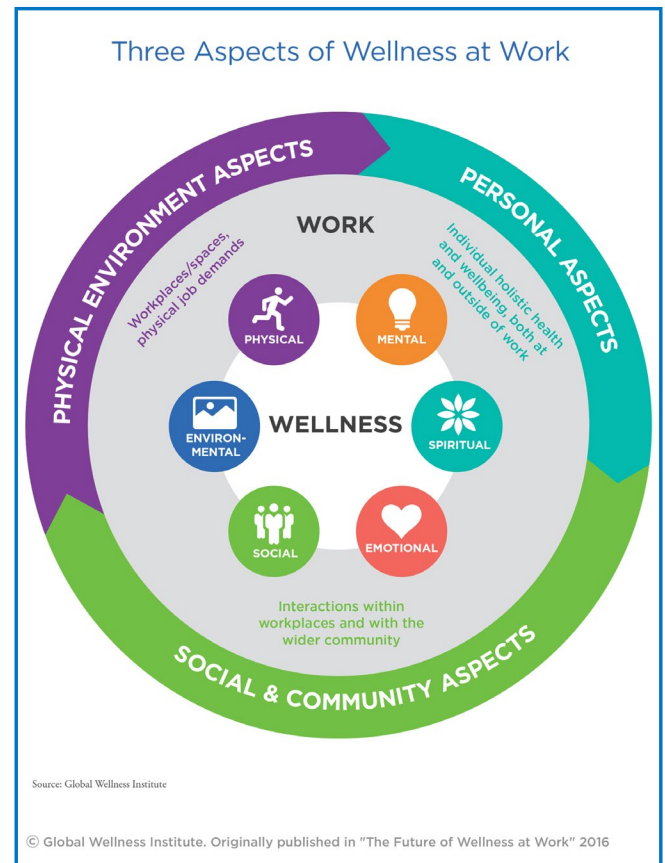 Three Aspects of Wellness at Work
PHYSICAL ENVIRONMENT ASPECTS
PERSONAL ASPECTS
WORK
Workplaces/spaces,
physical job demands
Individual holistic health
and wellbeing, both at
and outside of work
PHYSICAL
MENTAL
ENVIRON-
MENTAL
WELLNESS
SPIRITUAL
SOCIAL
EMOTIONAL
Interactions within
workplaces and with the
wider community
SOCIAL & COMMUNITY ASPECTS
Source: Global Wellness Institute
© Global Wellness Institute. Originally published in "The Future of Wellness at Work" 2016